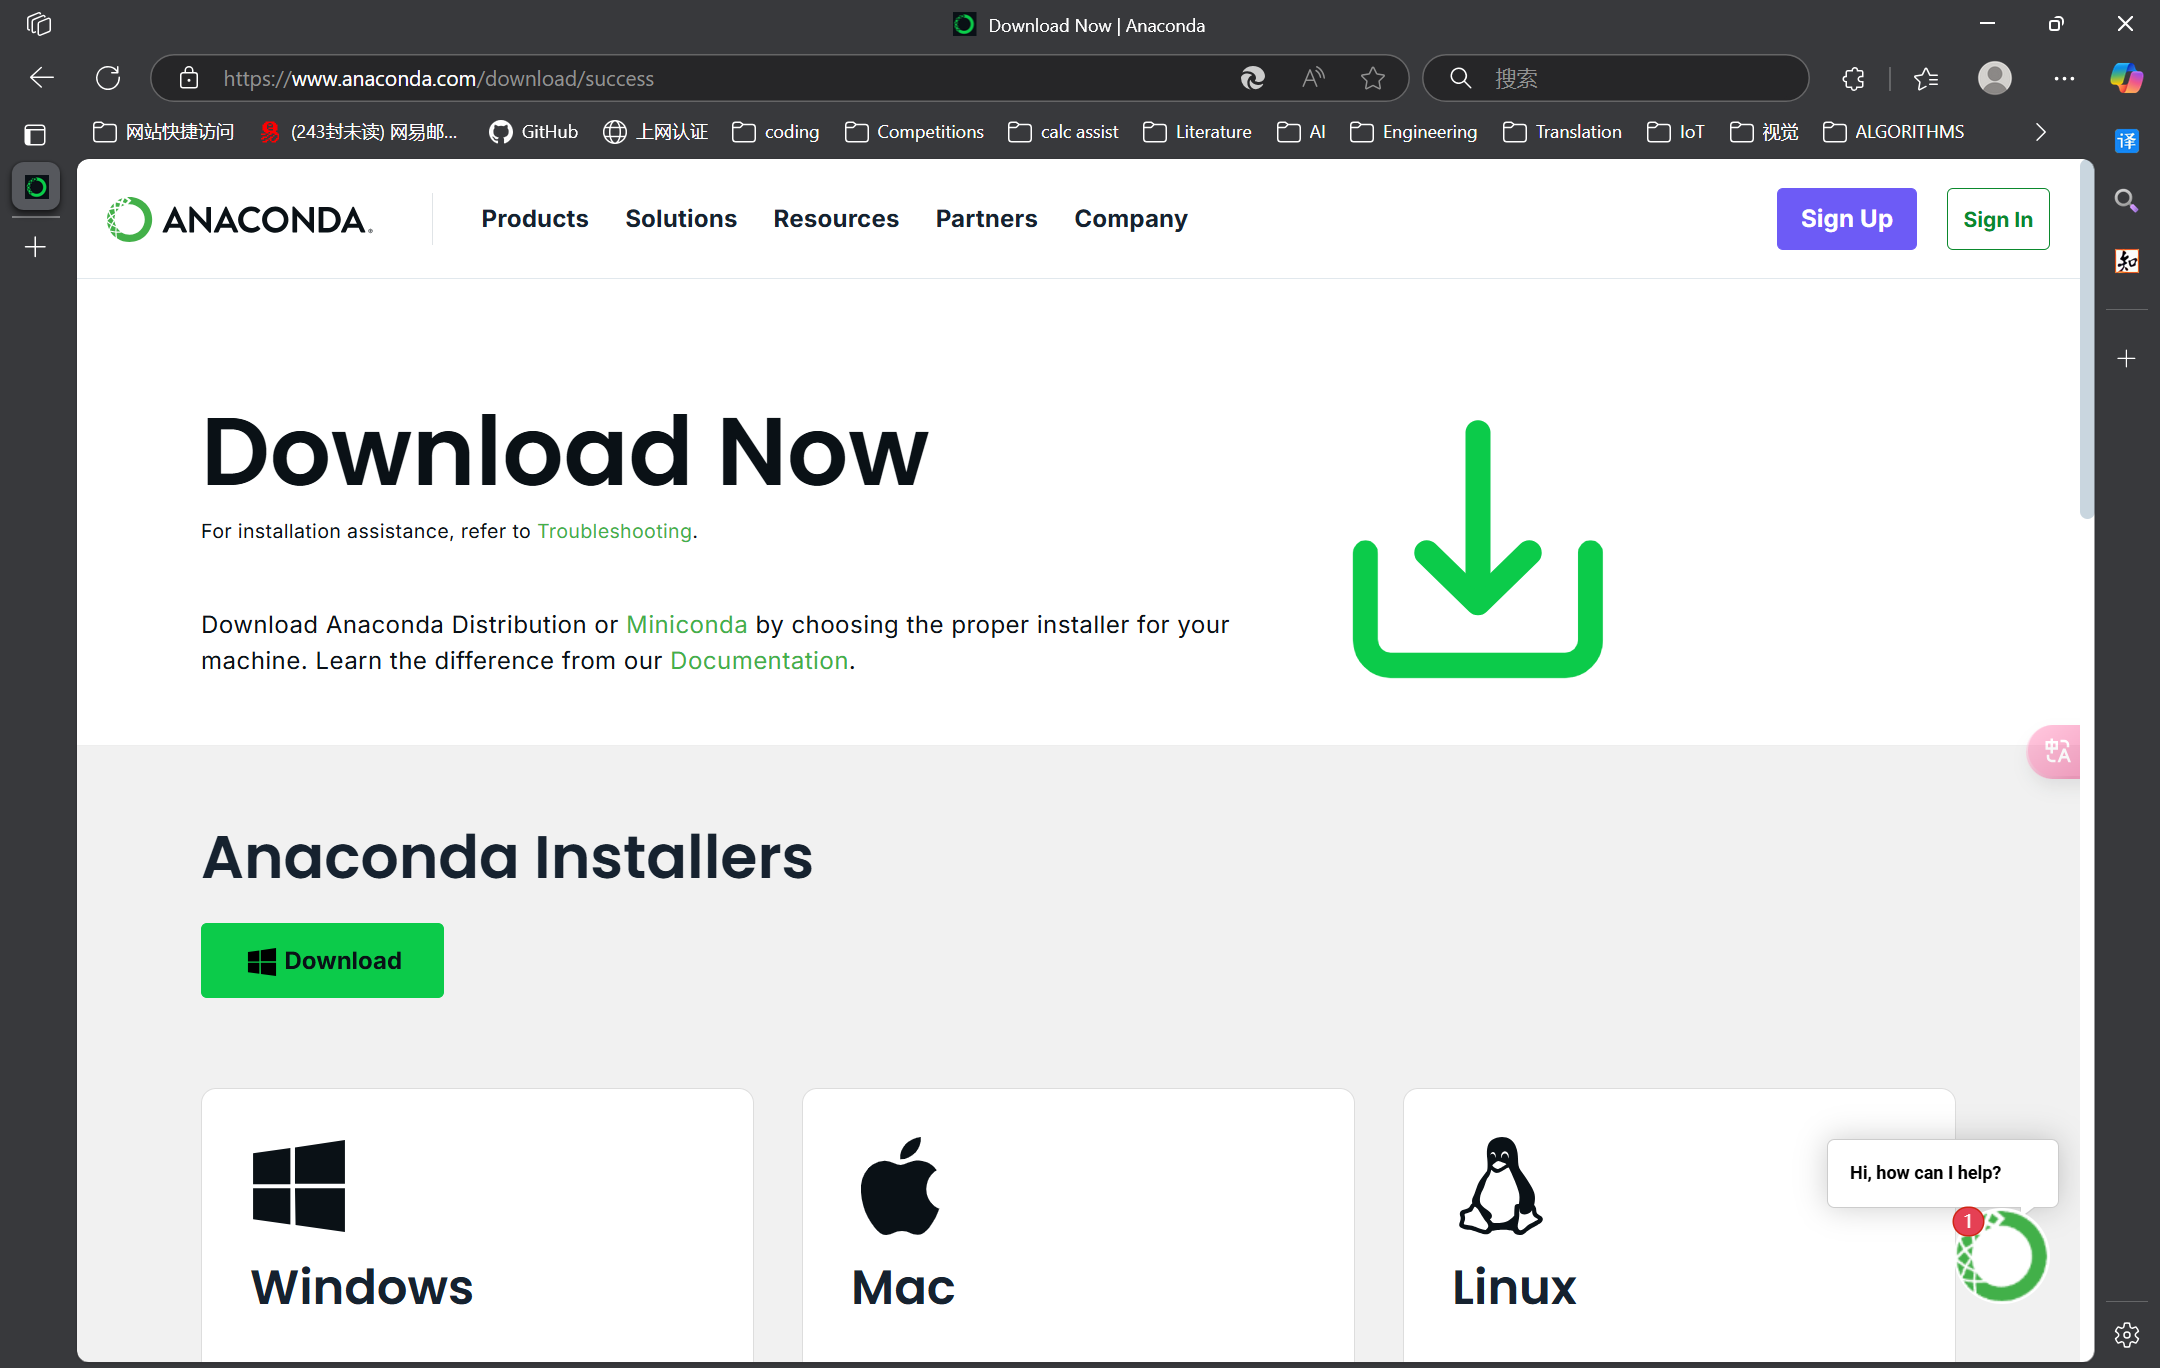 Download Now | Anaconda
https://www.anaconda.com/download/success
搜索
网站快捷访问
(243封未读) 网易邮...
GitHub
上网认证
coding
Competitions
calc assist
Literature
AI
Engineering
Translation
IoT
视觉
ALGORITHMS
译
知
ANACONDA.
Products
Solutions
Resources
Partners
Company
Sign Up
Sign In
Download Now
For installation assistance, refer to Troubleshooting.
Download Anaconda Distribution or Miniconda by choosing the proper installer for your
machine. Learn the difference from our Documentation.
中A
Anaconda Installers
Download
Windows
Mac
Linux
Hi, how can I help?
1